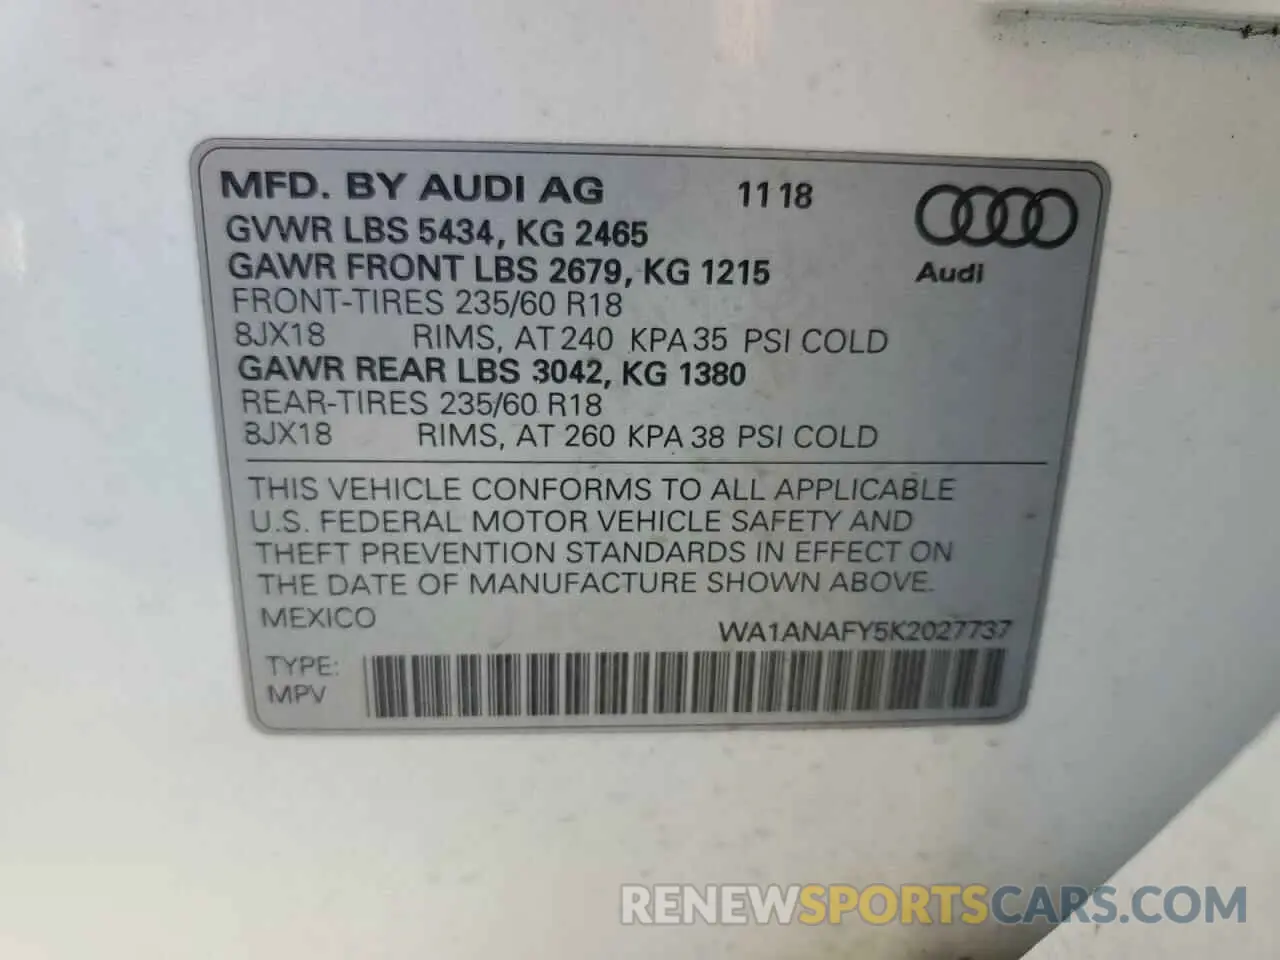 MFD. BY AUDI AG 11 18
GVWR LBS 5434, KG 2465
GAWR FRONT LBS 2679, KG 1215
Audi
FRONT-TIRES 235/60 R18
8JX18 RIMS, AT 240 KPA 35 PSI COLD
GAWR REAR LBS 3042, KG 1380
REAR-TIRES 235/60 R18
8JX18 RIMS, AT 260 KPA 38 PSI COLD
THIS VEHICLE CONFORMS TO ALL APPLICABLE
U.S. FEDERAL MOTOR VEHICLE SAFETY AND
THEFT PREVENTION STANDARDS IN EFFECT ON
THE DATE OF MANUFACTURE SHOWN ABOVE.
MEXICO
WA1ANAFY5K2027737
TYPE:
MPV
RENEWSPORTSCARS.COM